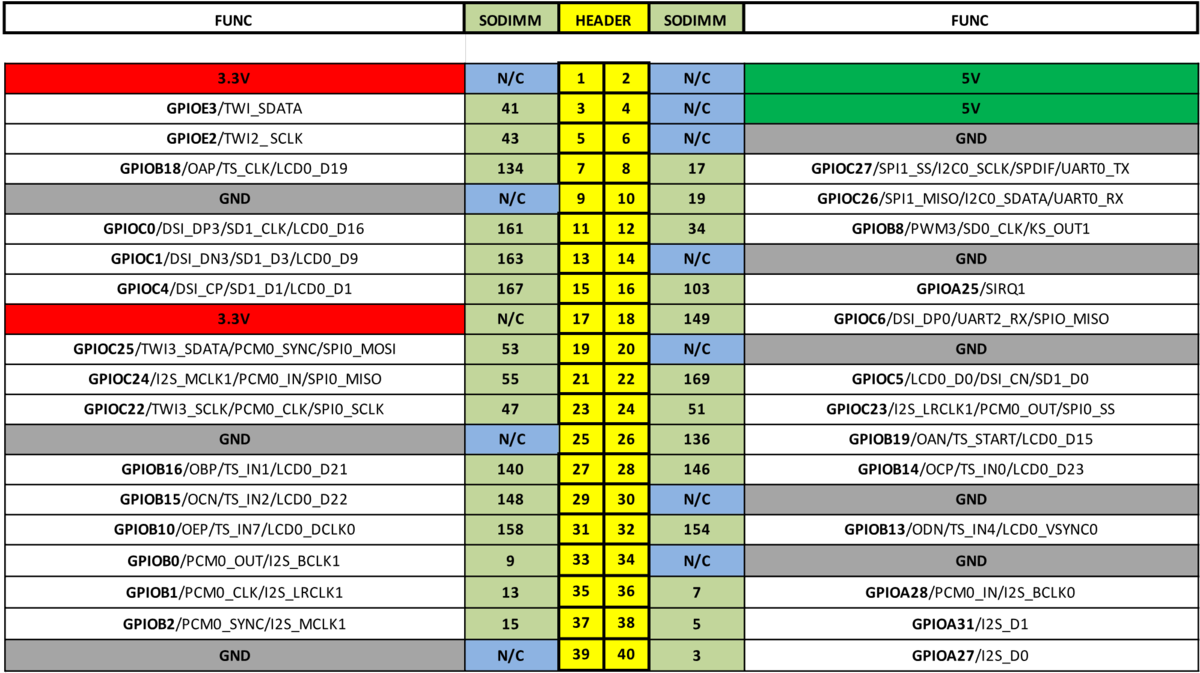 FUNC SODIMM HEADER SODIMM FUNC
3.3V N/C 1 2 N/C 5V
GPIOE3/TWI_SDATA 41 3 4 N/C 5V
GPIOE2/TWI2_SCLK 43 5 6 N/C GND
GPIOB18/OAP/TS_CLK/LCD0_D19 134 7 8 17 GPIOC27/SPI1_SS/I2C0_SCLK/SPDIF/UART0_TX
GND N/C 9 10 19 GPIOC26/SPI1_MISO/I2C0_SDATA/UART0_RX
GPIOC0/DSI_DP3/SD1_CLK/LCD0_D16 161 11 12 34 GPIOB8/PWM3/SD0_CLK/KS_OUT1
GPIOC1/DSI_DN3/SD1_D3/LCD0_D9 163 13 14 N/C GND
GPIOC4/DSI_CP/SD1_D1/LCD0_D1 167 15 16 103 GPIOA25/SIRQ1
3.3V N/C 17 18 149 GPIOC6/DSI_DP0/UART2_RX/SPIO_MISO
GPIOC25/TWI3_SDATA/PCM0_SYNC/SPI0_MOSI 53 19 20 N/C GND
GPIOC24/I2S_MCLK1/PCM0_IN/SPI0_MISO 55 21 22 169 GPIOC5/LCD0_D0/DSI_CN/SD1_D0
GPIOC22/TWI3_SCLK/PCM0_CLK/SPI0_SCLK 47 23 24 51 GPIOC23/I2S_LRCLK1/PCM0_OUT/SPI0_SS
GND N/C 25 26 136 GPIOB19/OAN/TS_START/LCD0_D15
GPIOB16/OBP/TS_IN1/LCD0_D21 140 27 28 146 GPIOB14/OCP/TS_IN0/LCD0_D23
GPIOB15/OCN/TS_IN2/LCD0_D22 148 29 30 N/C GND
GPIOB10/OEP/TS_IN7/LCD0_DCLK0 158 31 32 154 GPIOB13/ODN/TS_IN4/LCD0_VSYNC0
GPIOB0/PCM0_OUT/I2S_BCLK1 9 33 34 N/C GND
GPIOB1/PCM0_CLK/I2S_LRCLK1 13 35 36 7 GPIOA28/PCM0_IN/I2S_BCLK0
GPIOB2/PCM0_SYNC/I2S_MCLK1 15 37 38 5 GPIOA31/I2S_D1
GND N/C 39 40 3 GPIOA27/I2S_D0